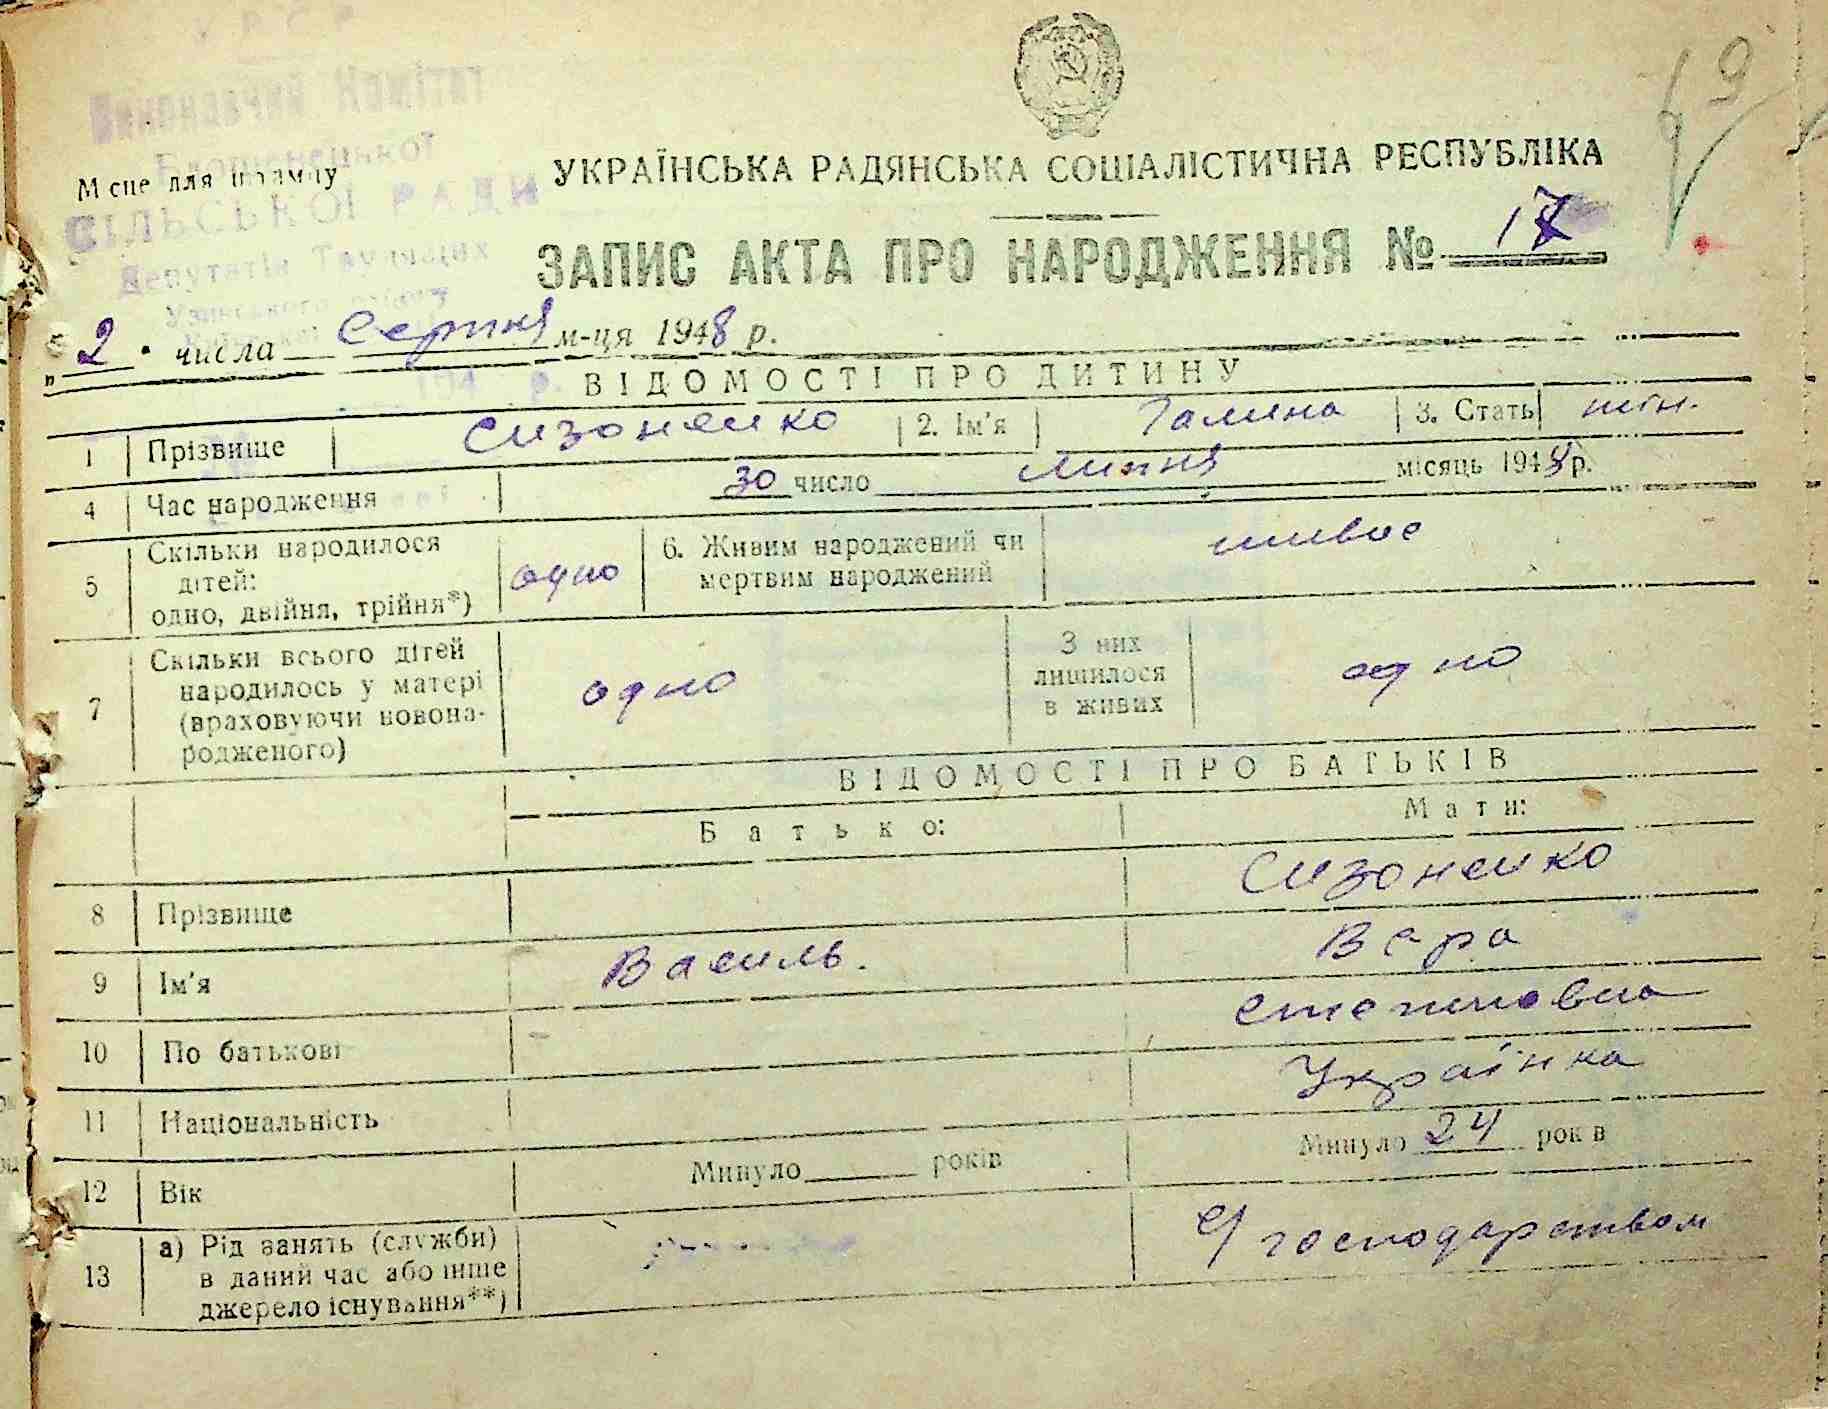 УРСР
Виконавчий Комітет
Місце для штампу
СІЛЬСЬКОЇ РАДИ
Депутатів Трудящих
19
УКРАЇНСЬКА РАДЯНСЬКА СОЦІАЛІСТИЧНА РЕСПУБЛІКА
ЗАПИС АКТА ПРО НАРОДЖЕННЯ № 17
"2" числа Серпня м-ця 1948 р.
194 р.
ВІДОМОСТІ ПРО ДИТИНУ
1 Прізвище Сизоненко 2. Ім'я Галина 3. Стать жін.
4 Час народження 30 число липня місяць 1948 р.
5 Скільки народилося дітей: одно, двійня, трійня*) одно 6. Живим народжений чи мертвим народжений живое
7 Скільки всього дітей народилось у матері (враховуючи новонародженого) одно З них лишилося в живих одно
ВІДОМОСТІ ПРО БАТЬКІВ
Батько: Мати:
8 Прізвище Сизоненко
9 Ім'я Василь. Вера
10 По батькові степановна
11 Національність Українка
12 Вік Минуло років Минуло 24 років
13 а) Рід занять (служби) в даний час або інше джерело існування**) С/господарством